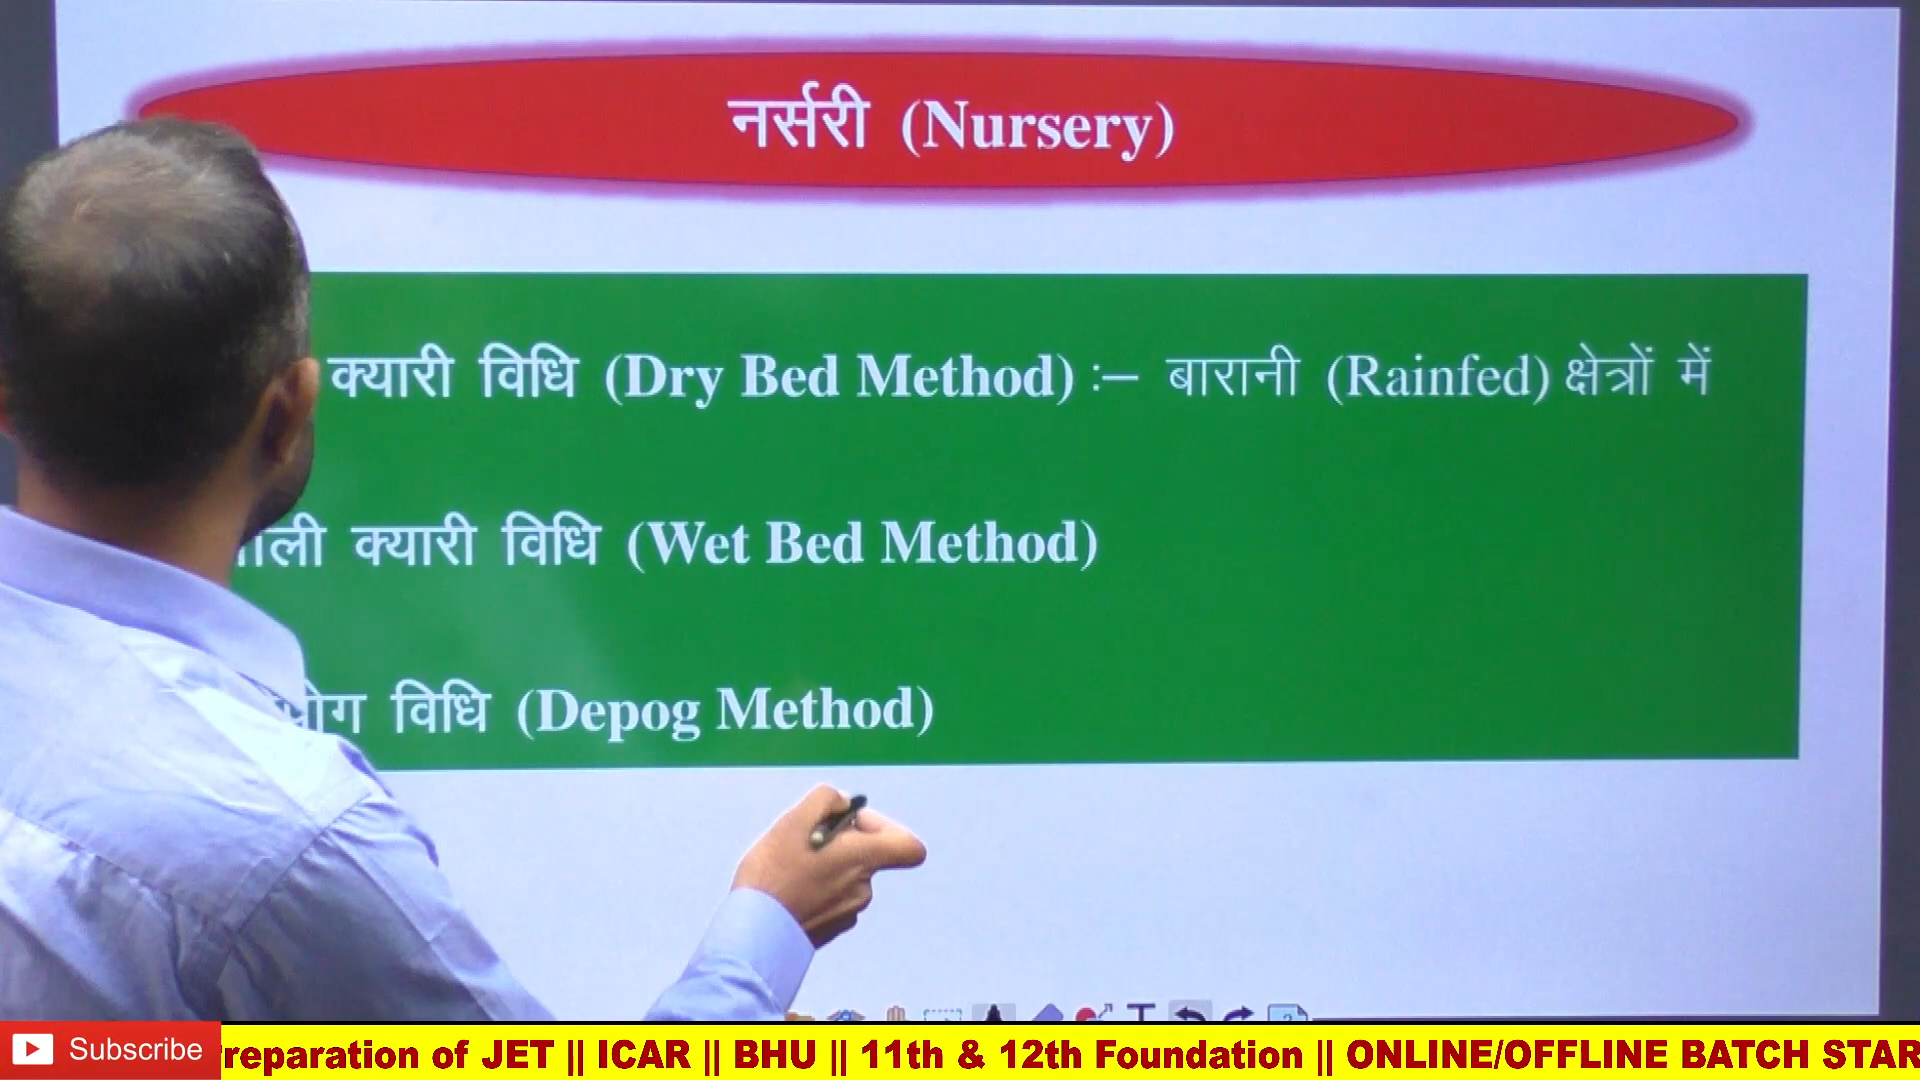 नर्सरी (Nursery)
क्यारी विधि (Dry Bed Method) :– बारानी (Rainfed) क्षेत्रों में
क्यारी विधि (Wet Bed Method)
विधि (Depog Method)
Subscribe
reparation of JET || ICAR || BHU || 11th & 12th Foundation || ONLINE/OFFLINE BATCH STAR